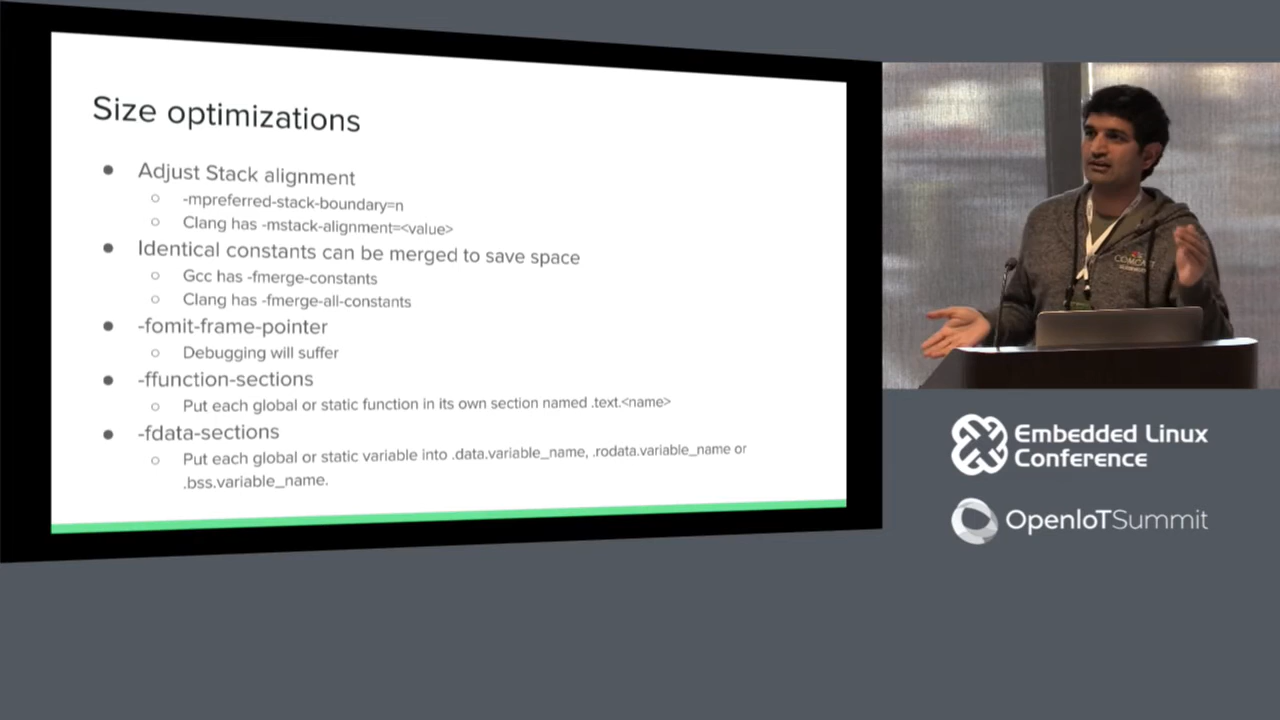 Size optimizations
● Adjust Stack alignment
○ -mpreferred-stack-boundary=n
○ Clang has -mstack-alignment=<value>
● Identical constants can be merged to save space
○ Gcc has -fmerge-constants
○ Clang has -fmerge-all-constants
● -fomit-frame-pointer
○ Debugging will suffer
● -ffunction-sections
○ Put each global or static function in its own section named .text.<name>
● -fdata-sections
○ Put each global or static variable into .data.variable_name, .rodata.variable_name or
.bss.variable_name.
COMCAST
Embedded Linux
Conference
OpenIoTSummit